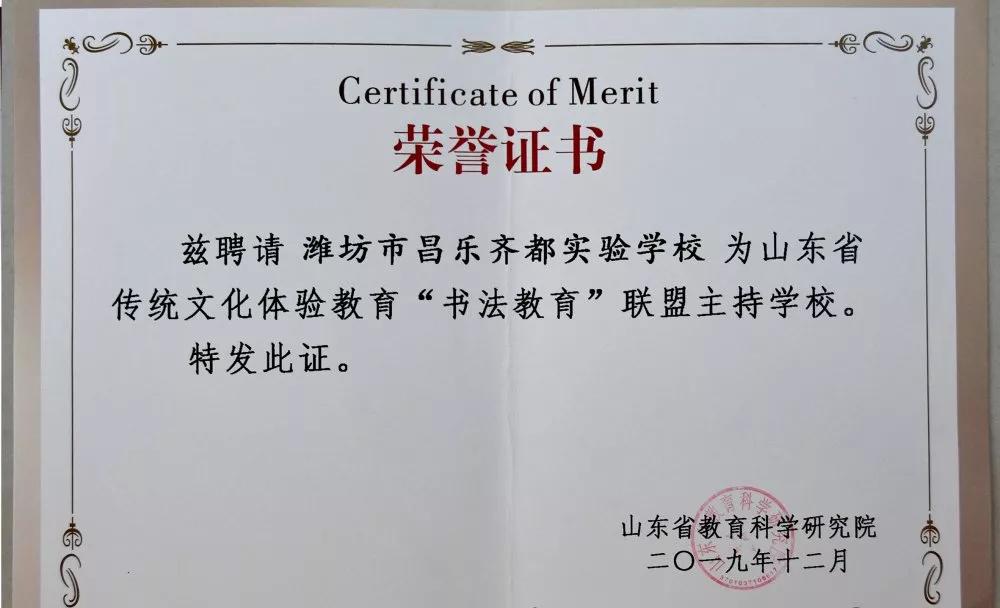 Certificate of Merit
荣誉证书
兹聘请 潍坊市昌乐齐都实验学校 为山东省
传统文化体验教育“书法教育”联盟主持学校。
特发此证。
山东省教育科学研究院
二〇一九年十二月